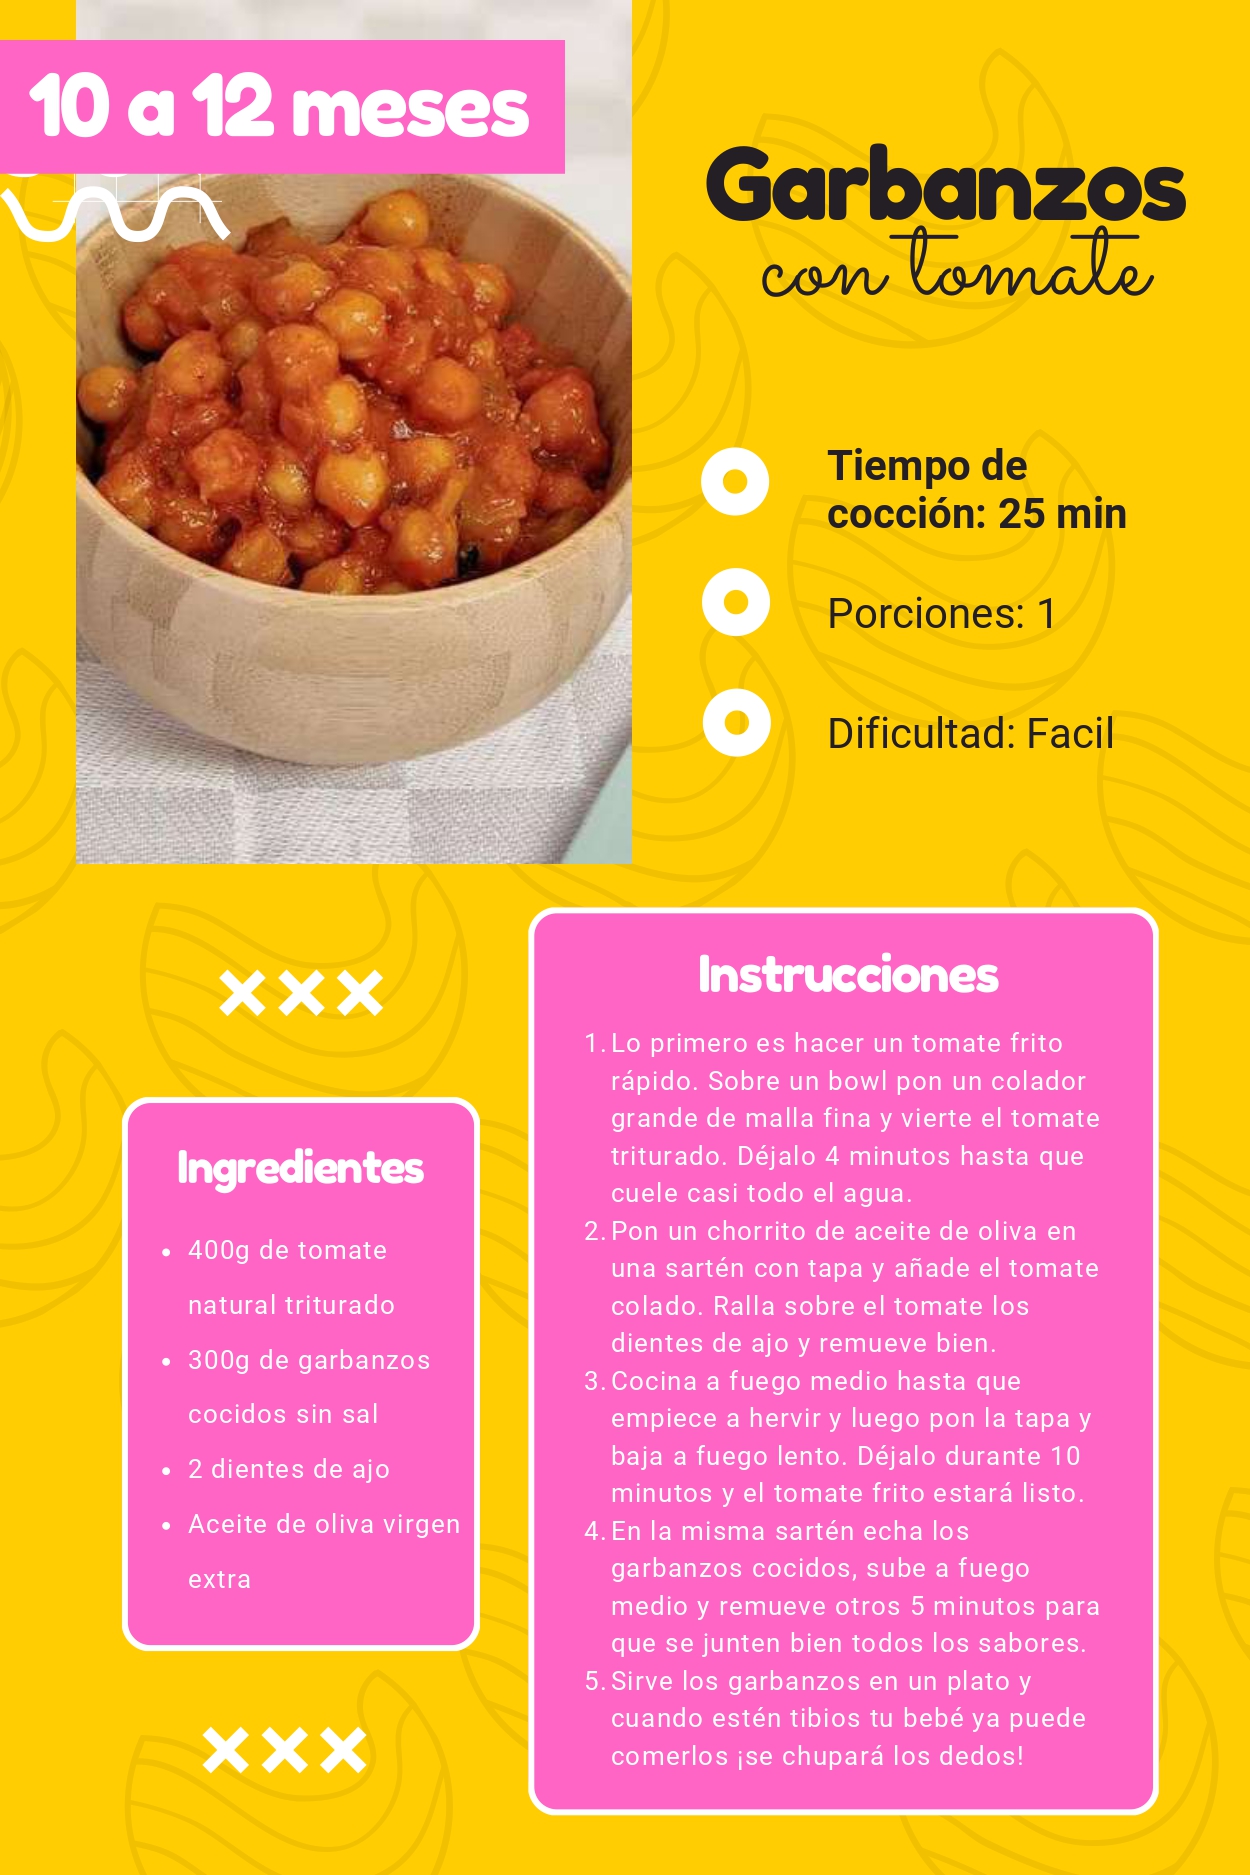 10 a 12 meses
Garbanzos
con tomate
Tiempo de
cocción: 25 min
Porciones: 1
Dificultad: Facil
Ingredientes
• 400g de tomate
natural triturado
• 300g de garbanzos
cocidos sin sal
• 2 dientes de ajo
• Aceite de oliva virgen
extra
Instrucciones
1. Lo primero es hacer un tomate frito
rápido. Sobre un bowl pon un colador
grande de malla fina y vierte el tomate
triturado. Déjalo 4 minutos hasta que
cuele casi todo el agua.
2. Pon un chorrito de aceite de oliva en
una sartén con tapa y añade el tomate
colado. Ralla sobre el tomate los
dientes de ajo y remueve bien.
3. Cocina a fuego medio hasta que
empiece a hervir y luego pon la tapa y
baja a fuego lento. Déjalo durante 10
minutos y el tomate frito estará listo.
4. En la misma sartén echa los
garbanzos cocidos, sube a fuego
medio y remueve otros 5 minutos para
que se junten bien todos los sabores.
5. Sirve los garbanzos en un plato y
cuando estén tibios tu bebé ya puede
comerlos ¡se chupará los dedos!